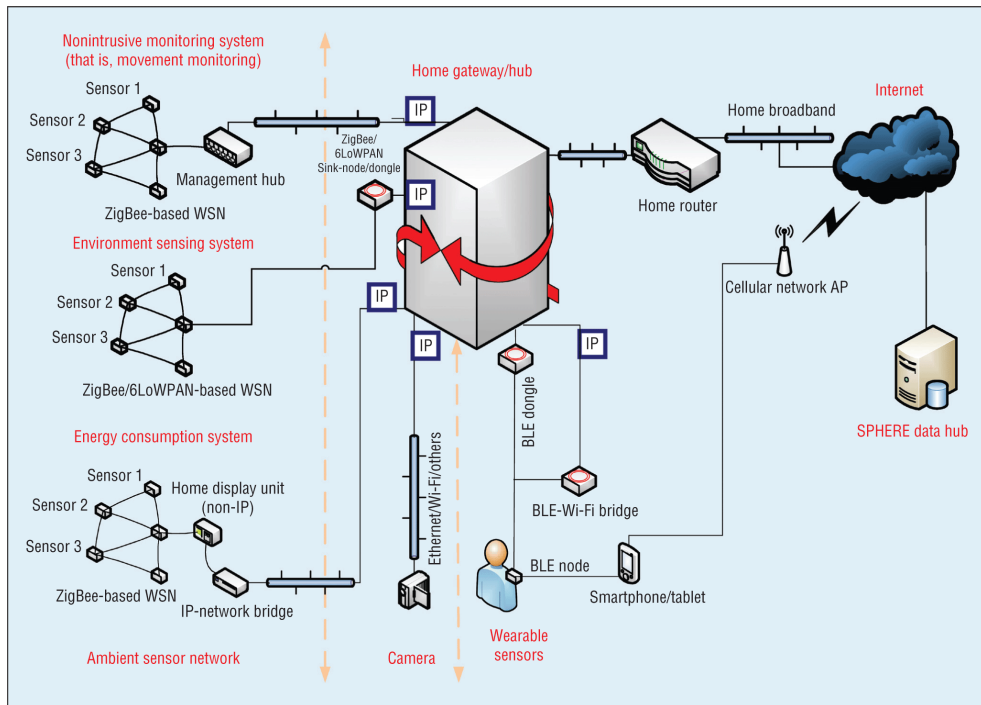 Nonintrusive monitoring system
(that is, movement monitoring)
Sensor 1
Sensor 2
Sensor 3
Management hub
ZigBee-based WSN
Environment sensing system
Sensor 1
Sensor 2
Sensor 3
ZigBee/6LoWPAN-based WSN
Energy consumption system
Sensor 1
Sensor 2
Sensor 3
Home display unit
(non-IP)
ZigBee-based WSN
IP-network bridge
Ambient sensor network
Home gateway/hub
IP
ZigBee/
6LoWPAN
Sink-node/dongle
IP
IP
IP
IP
Ethernet/Wi-Fi/others
Camera
BLE dongle
BLE-Wi-Fi bridge
BLE node
Wearable
sensors
Smartphone/tablet
Home router
Home broadband
Internet
Cellular network AP
SPHERE data hub